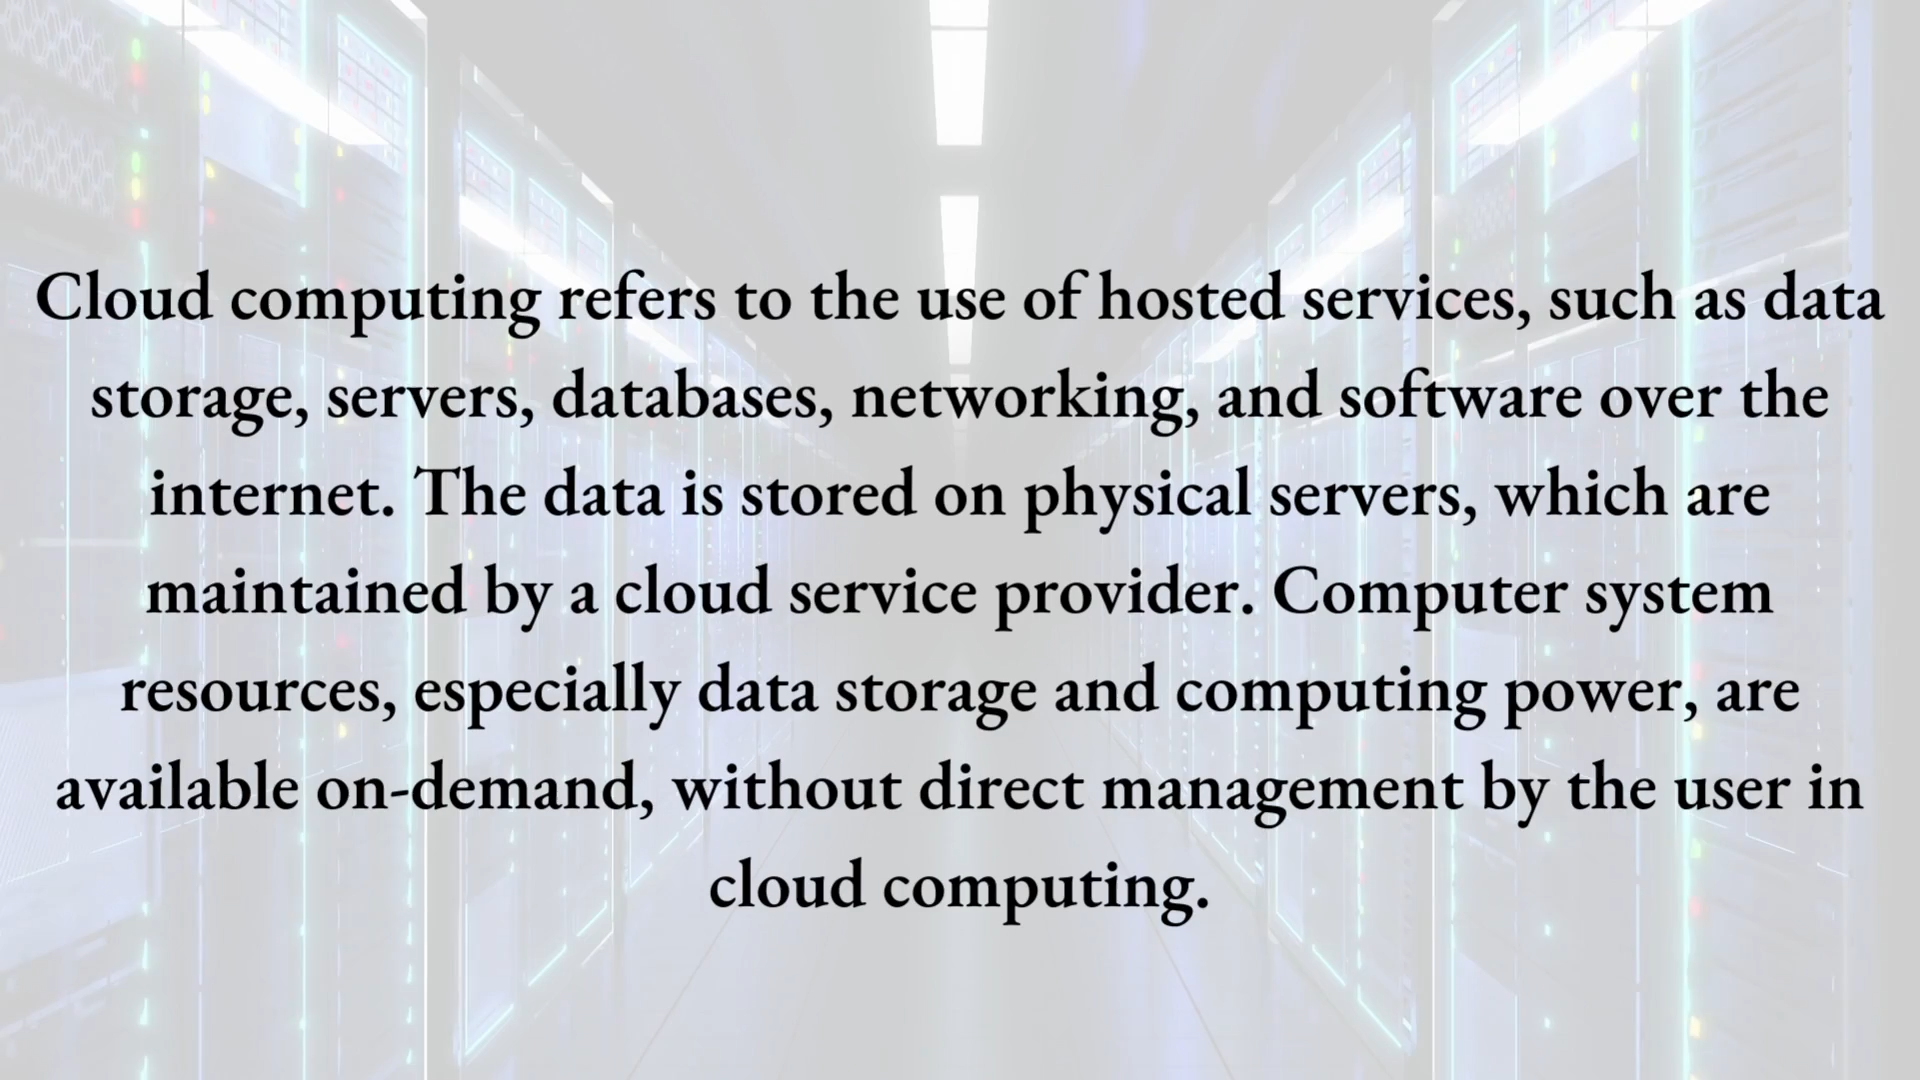 Cloud computing refers to the use of hosted services, such as data
storage, servers, databases, networking, and software over the
internet. The data is stored on physical servers, which are
maintained by a cloud service provider. Computer system
resources, especially data storage and computing power, are
available on-demand, without direct management by the user in
cloud computing.